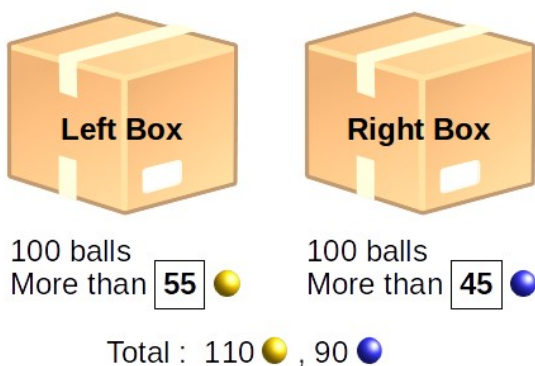 Left Box
Right Box
100 balls
More than 55
100 balls
More than 45
Total : 110 , 90